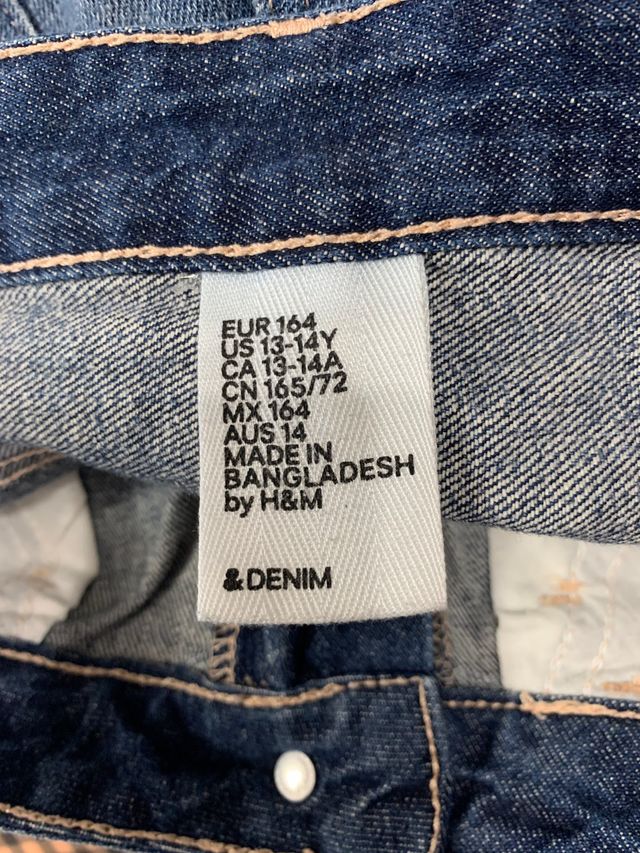 EUR 164
US 13-14Y
CA 13-14A
CN 165/72
MX 164
AUS 14
MADE IN
BANGLADESH
by H&M
&DENIM